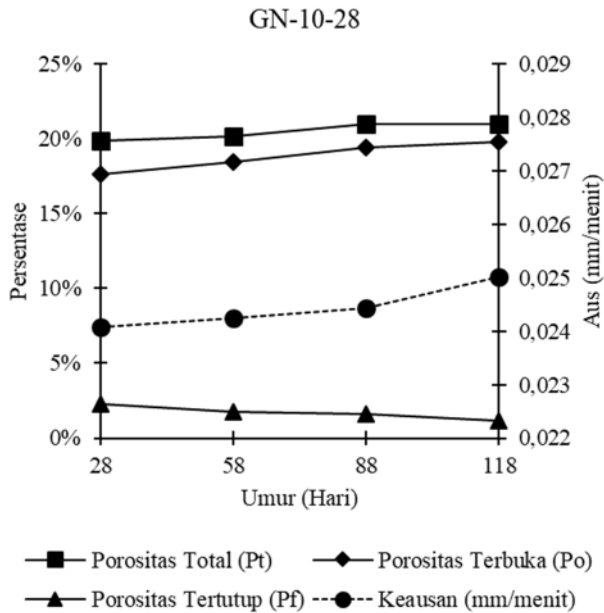 GN-10-28
25%
20%
15%
10%
5%
0%
Persentase
0,029
0,028
0,027
0,026
0,025
0,024
0,023
0,022
Aus (mm/menit)
28 58 88 118
Umur (Hari)
Porositas Total (Pt) Porositas Terbuka (Po)
Porositas Tertutup (Pf) Keausan (mm/menit)